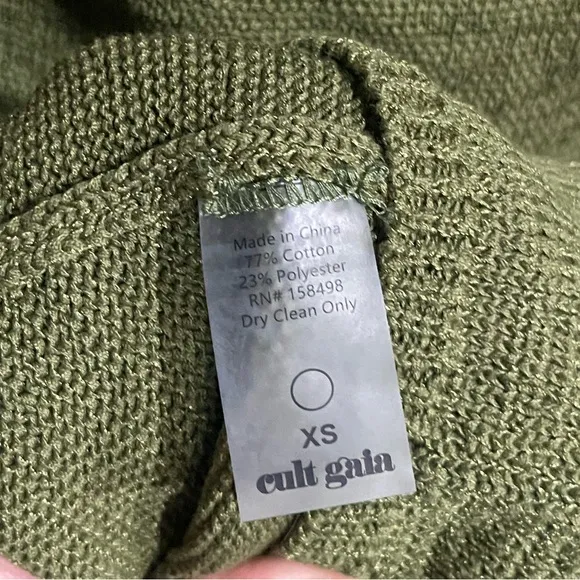 Made in China
77% Cotton
23% Polyester
RN# 158498
Dry Clean Only
XS
cult gaia